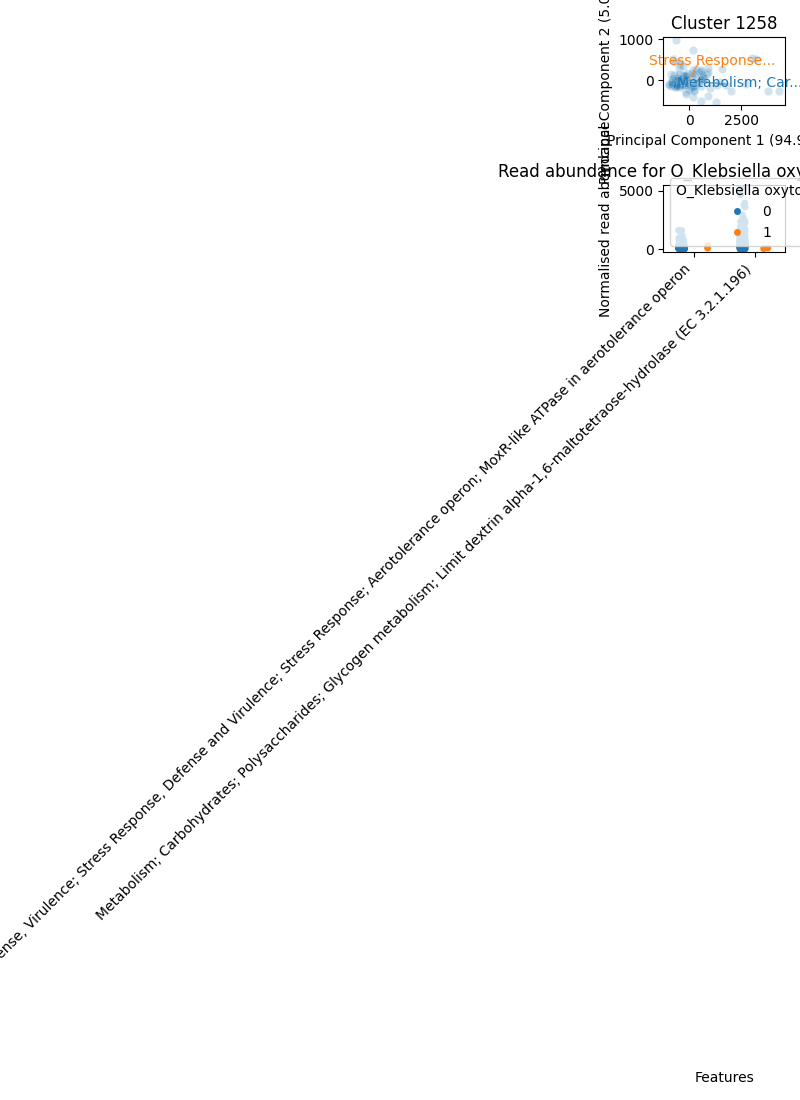 Cluster 1258
Principal Component 2 (5.0
1000
0
Stress Response...
Metabolism; Car...
0
2500
Principal Component 1 (94.9
Read abundance for O_Klebsiella oxy
Normalised read abundance
5000
0
O_Klebsiella oxyto
0
1
ense, Virulence; Stress Response, Defense and Virulence; Stress Response; Aerotolerance operon; MoxR-like ATPase in aerotolerance operon
Metabolism; Carbohydrates; Polysaccharides; Glycogen metabolism; Limit dextrin alpha-1,6-maltotetraose-hydrolase (EC 3.2.1.196)
Features